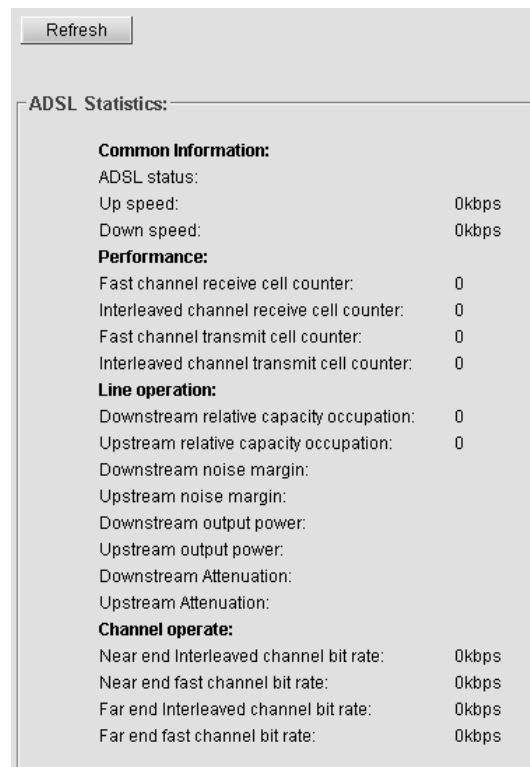 Refresh
ADSL Statistics:
Common Information:
ADSL status:
Up speed: 0kbps
Down speed: 0kbps
Performance:
Fast channel receive cell counter: 0
Interleaved channel receive cell counter: 0
Fast channel transmit cell counter: 0
Interleaved channel transmit cell counter: 0
Line operation:
Downstream relative capacity occupation: 0
Upstream relative capacity occupation: 0
Downstream noise margin:
Upstream noise margin:
Downstream output power:
Upstream output power:
Downstream Attenuation:
Upstream Attenuation:
Channel operate:
Near end Interleaved channel bit rate: 0kbps
Near end fast channel bit rate: 0kbps
Far end Interleaved channel bit rate: 0kbps
Far end fast channel bit rate: 0kbps